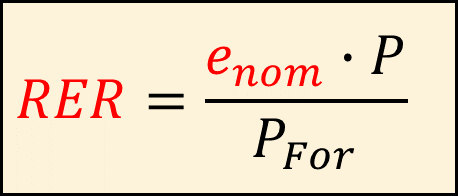 RER = e_nom · P / P_For